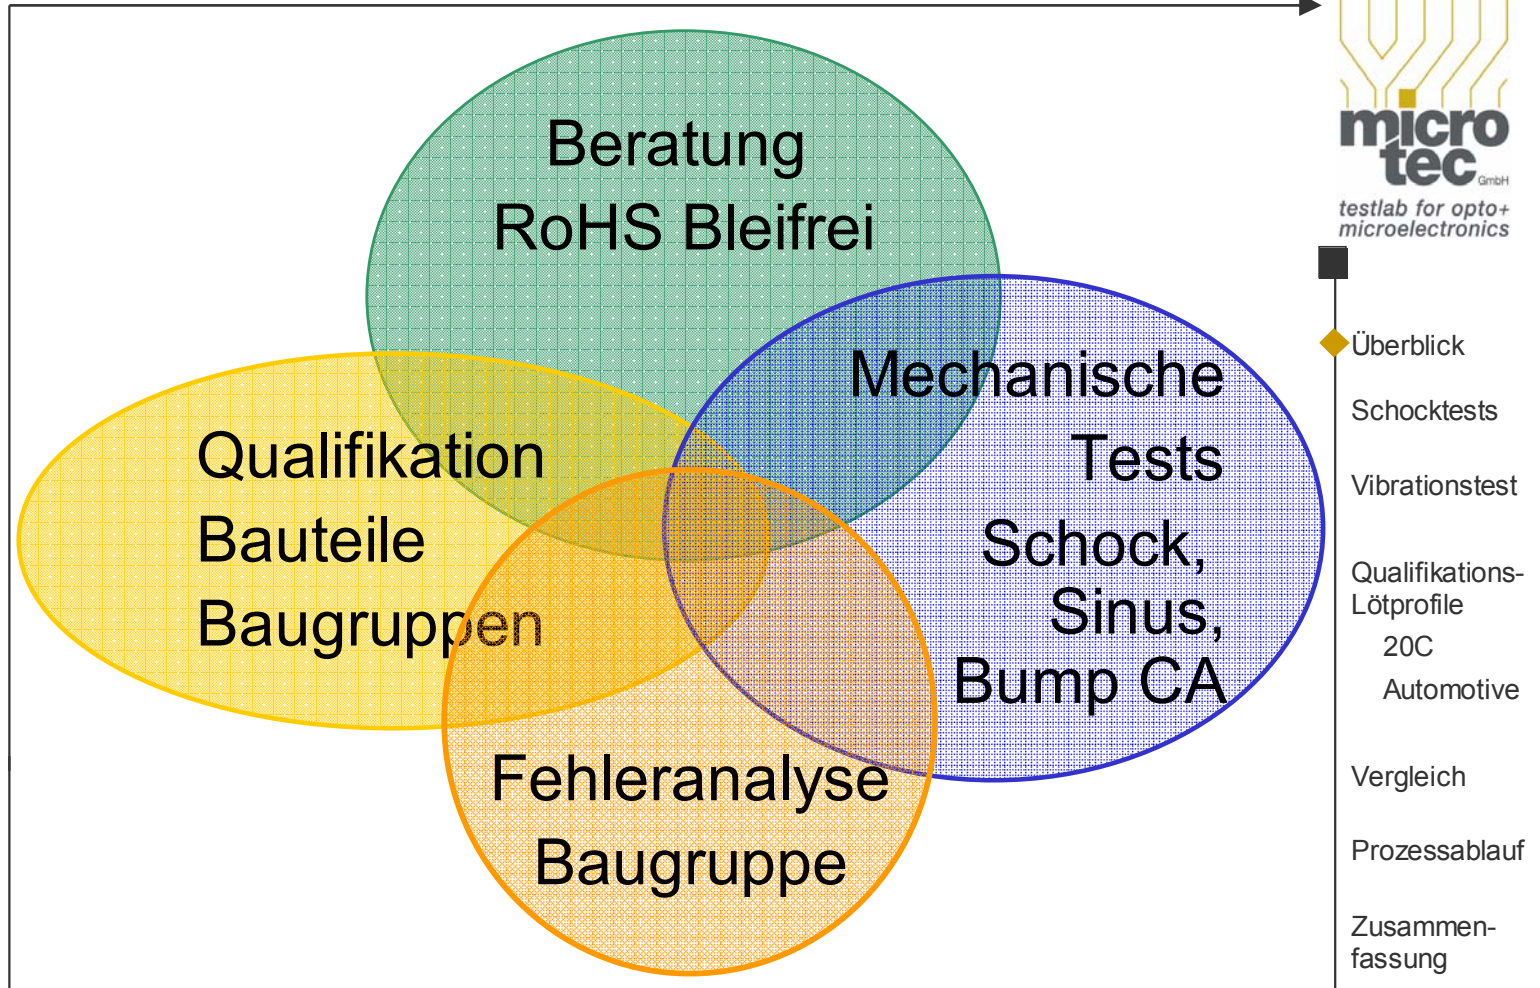 Beratung
RoHS Bleifrei
Mechanische
Tests
Schock,
Sinus,
Bump CA
Qualifikation
Bauteile
Baugruppen
Fehleranalyse
Baugruppe
micro
tec
GmbH
testlab for opto+
microelectronics
Überblick
Schocktests
Vibrationstest
Qualifikations-
Lötprofile
20C
Automotive
Vergleich
Prozessablauf
Zusammen-
fassung